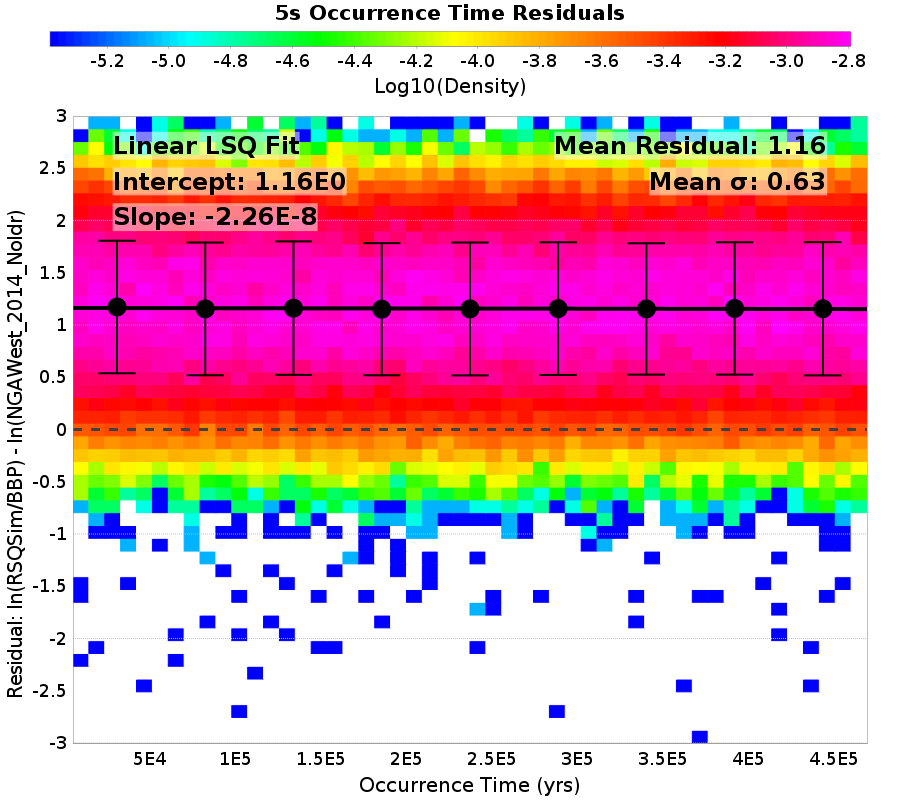 5s Occurrence Time Residuals
-5.2 -5.0 -4.8 -4.6 -4.4 -4.2 -4.0 -3.8 -3.6 -3.4 -3.2 -3.0 -2.8
Log10(Density)
Linear LSQ Fit
Intercept: 1.16E0
Slope: -2.26E-8
Mean Residual: 1.16
Mean σ: 0.63
Residual: ln(RSQSim/BBP) - ln(NGAWest_2014_NoIdr)
3
2.5
2
1.5
1
0.5
0
-0.5
-1
-1.5
-2
-2.5
-3
5E4 1E5 1.5E5 2E5 2.5E5 3E5 3.5E5 4E5 4.5E5
Occurrence Time (yrs)